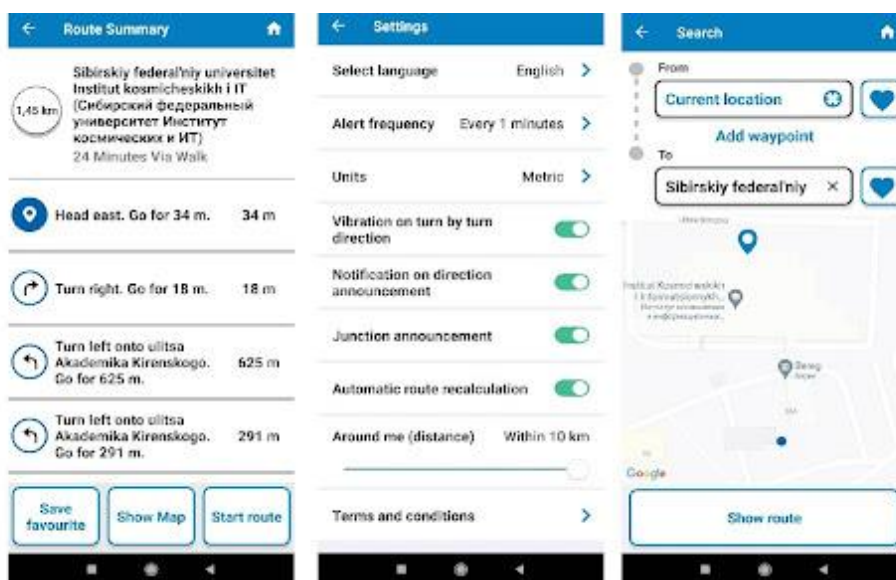 Route Summary
Sibirskiy federal'niy universitet
Institut kosmicheskikh i IT
(Сибирский федеральный
университет Институт
космических и ИТ)
24 Minutes Via Walk
1,45 km
Head east. Go for 34 m. 34 m
Turn right. Go for 18 m. 18 m
Turn left onto ulitsa
Akademika Kirenskogo.
Go for 625 m.
625 m
Turn left onto ulitsa
Akademika Kirenskogo.
Go for 291 m.
291 m
Save
favourite
Show Map
Start route
Settings
Select language English
Alert frequency Every 1 minutes
Units Metric
Vibration on turn by turn
direction
Notification on direction
announcement
Junction announcement
Automatic route recalculation
Around me (distance) Within 10 km
Terms and conditions
Search
From
Current location
Add waypoint
To
Sibirskiy federal'niy
Institut Kosmicheskikh
Google
Show route